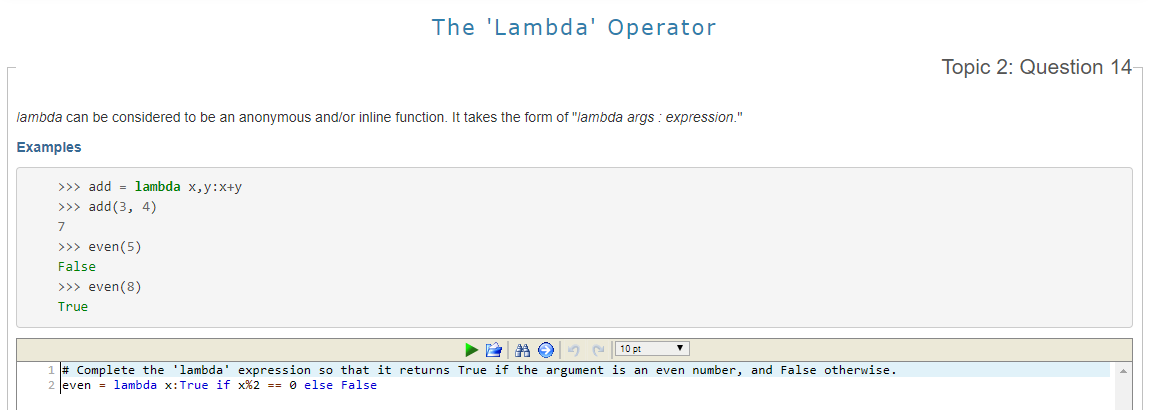 The 'Lambda' Operator
Topic 2: Question 14
lambda can be considered to be an anonymous and/or inline function. It takes the form of "lambda args : expression."
Examples
>>> add = lambda x,y:x+y
>>> add(3, 4)
7
>>> even(5)
False
>>> even(8)
True
10 pt
1 # Complete the 'lambda' expression so that it returns True if the argument is an even number, and False otherwise.
2 even = lambda x:True if x%2 == 0 else False